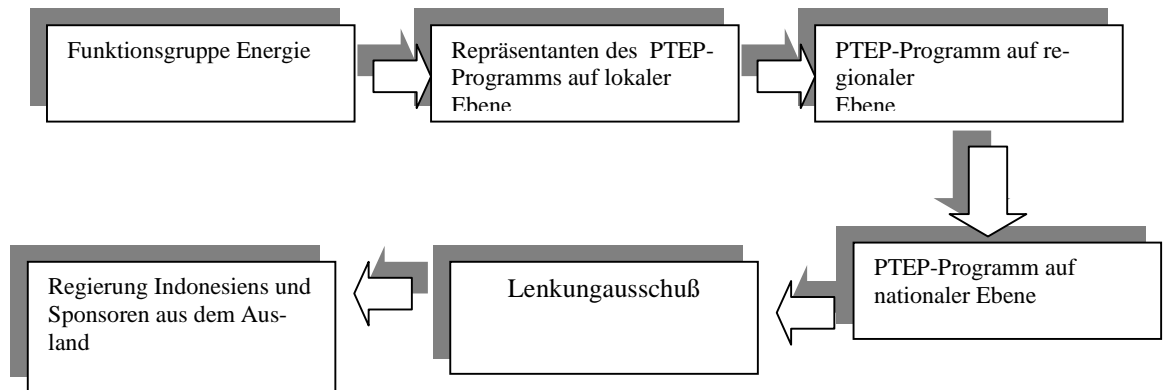 Funktionsgruppe Energie
Repräsentanten des PTEP-
Programms auf lokaler
Ebene
PTEP-Programm auf re-
gionaler
Ebene
PTEP-Programm auf
nationaler Ebene
Lenkungausschuß
Regierung Indonesiens und
Sponsoren aus dem Aus-
land